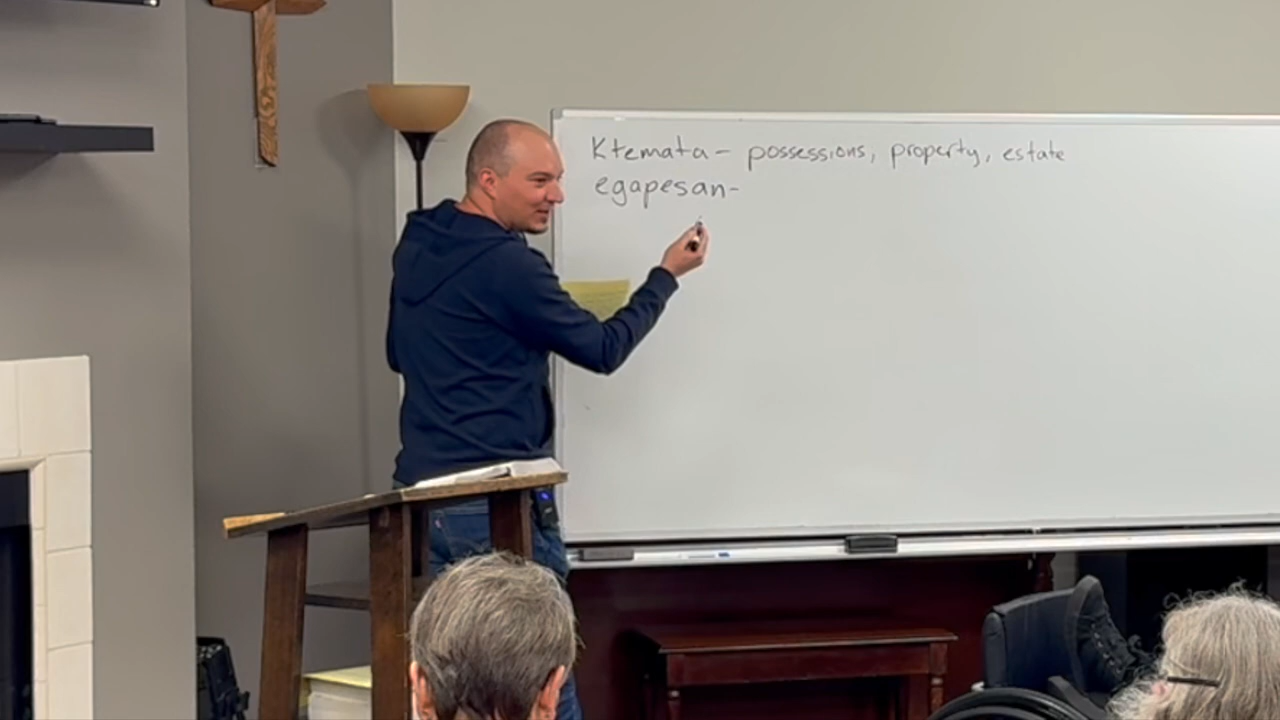 Ktemata - possessions, property, estate
egapesan-